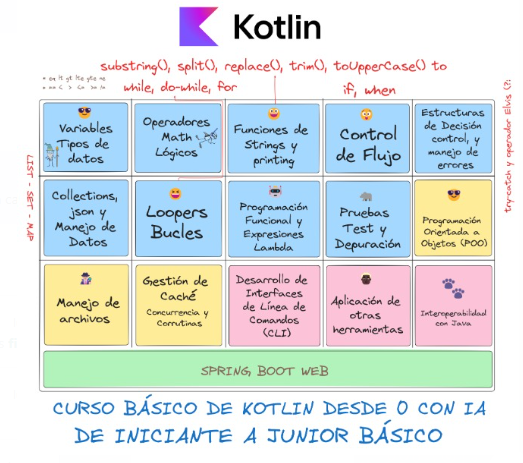 Kotlin
substring(), split(), replace(), trim(), toUpperCase() to
while, do-while, for
if, when
Variables
Tipos de
datos
Operadores
Math
Lógicos
Funciones de
Strings y
printing
Control
de Flujo
Estructuras
de Decisión
control, y
manejo de
errores
try-catch y operador Elvis (?:
LIST - SET - MAP
Collections,
json y
Manejo de
Datos
Loopers
Bucles
Programación
Funcional y
Expresiones
Lambda
Pruebas
Test y
Depuración
Programación
Orientada a
Objetos (POO)
Manejo de
archivos
Gestión de
Caché
Concurrencia y
Corrutinas
Desarrollo de
Interfaces
de Línea de
Comandos
(CLI)
Aplicación de
otras
herramientas
Interoperabilidad
con Java
SPRING BOOT WEB
CURSO BÁSICO DE KOTLIN DESDE 0 CON IA
DE INICIANTE A JUNIOR BÁSICO